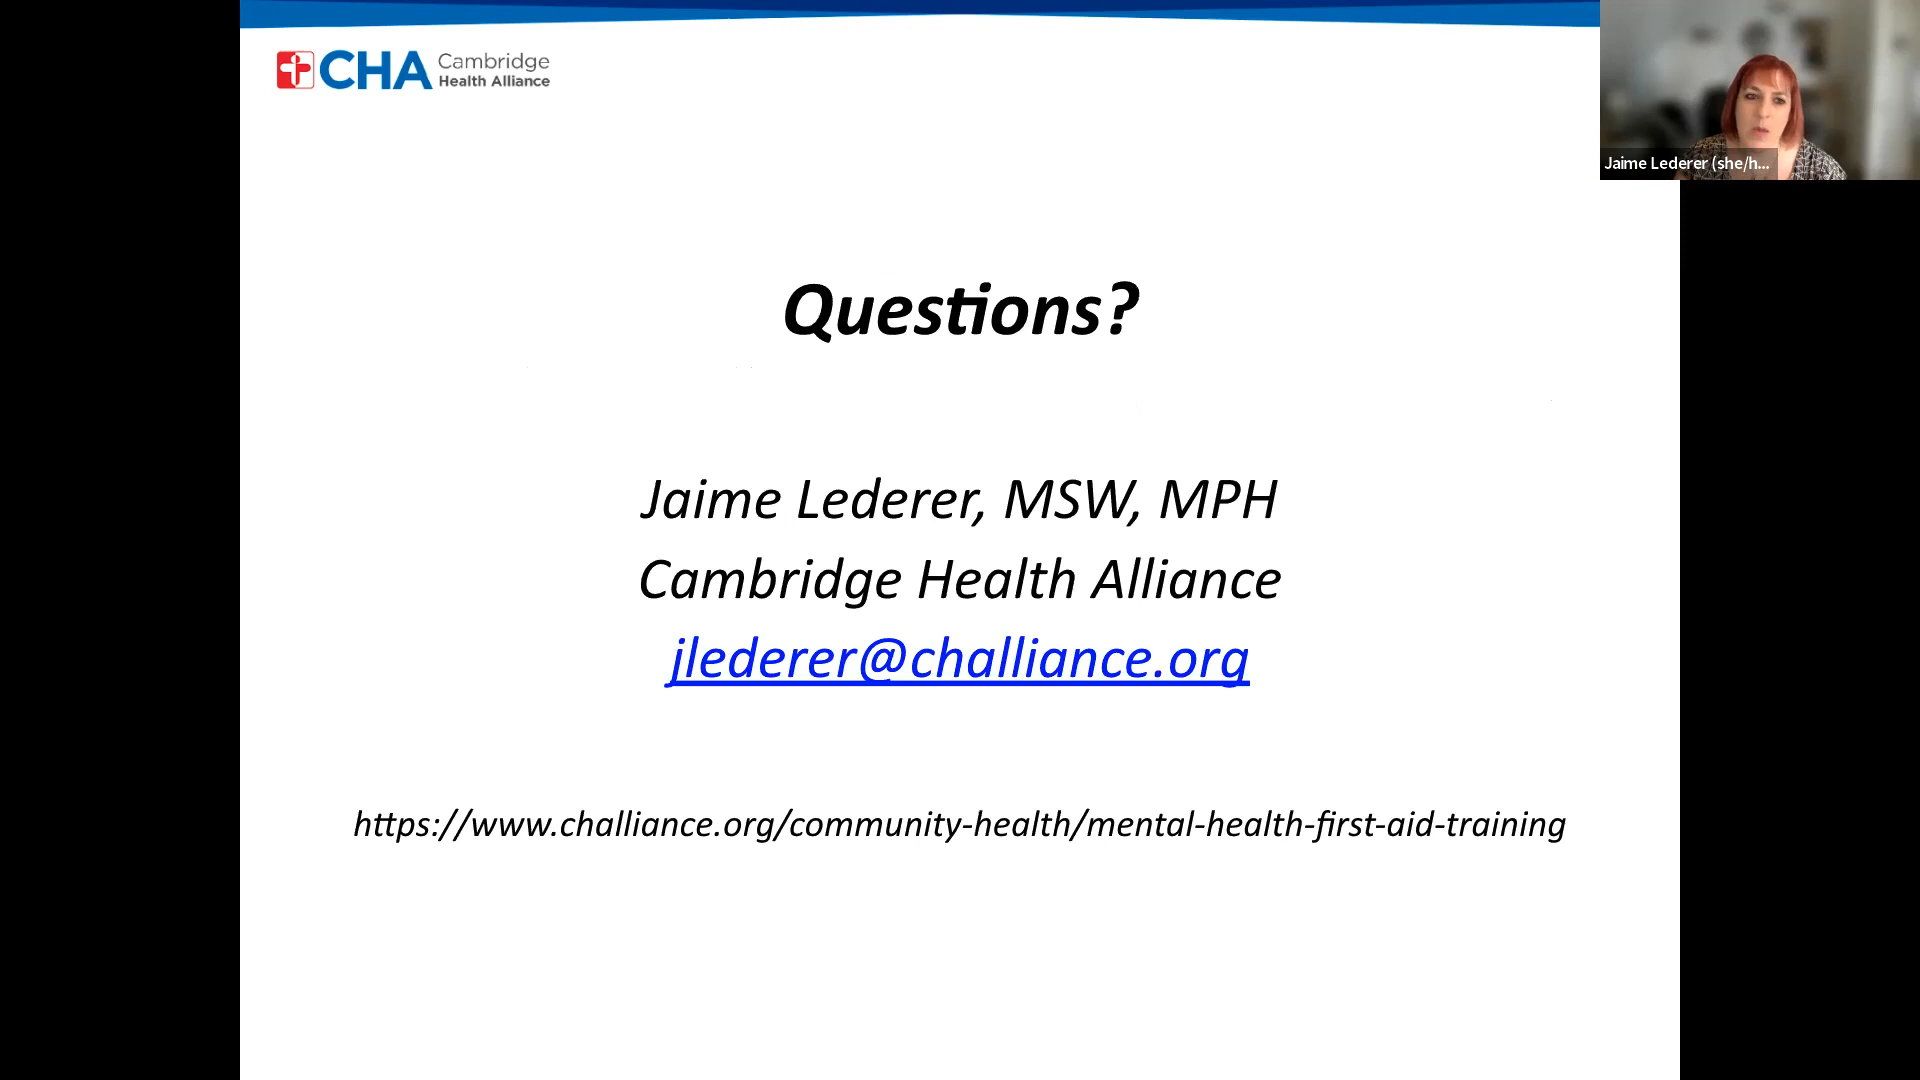 CHA Cambridge
Health Alliance
Jaime Lederer (she/h...
Questions?
Jaime Lederer, MSW, MPH
Cambridge Health Alliance
jlederer@challiance.org
https://www.challiance.org/community-health/mental-health-first-aid-training